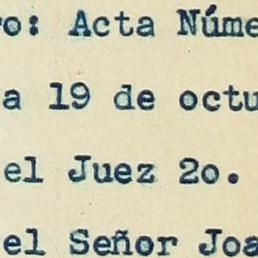 ro: Acta Núme
a 19 de octu
el Juez 2o.
el Señor Joa